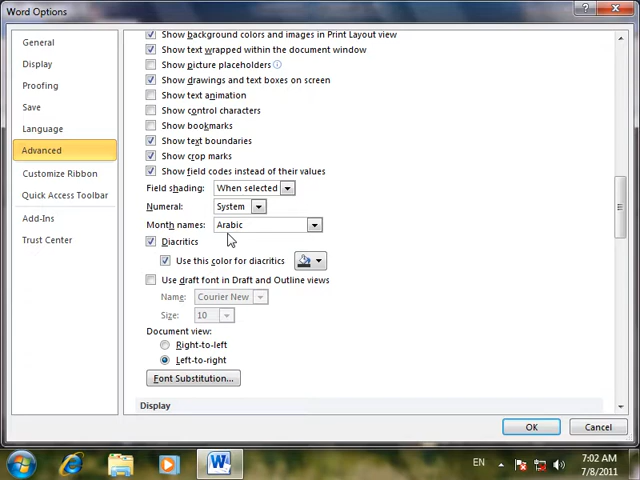 Word Options
General
Display
Proofing
Save
Language
Advanced
Customize Ribbon
Quick Access Toolbar
Add-Ins
Trust Center
Show background colors and images in Print Layout view
Show text wrapped within the document window
Show picture placeholders
Show drawings and text boxes on screen
Show text animation
Show control characters
Show bookmarks
Show text boundaries
Show crop marks
Show field codes instead of their values
Field shading: When selected
Numeral: System
Month names: Arabic
Diacritics
Use this color for diacritics
Use draft font in Draft and Outline views
Name: Courier New
Size: 10
Document view:
Right-to-left
Left-to-right
Font Substitution...
Display
OK Cancel
EN 7:02 AM
7/8/2011